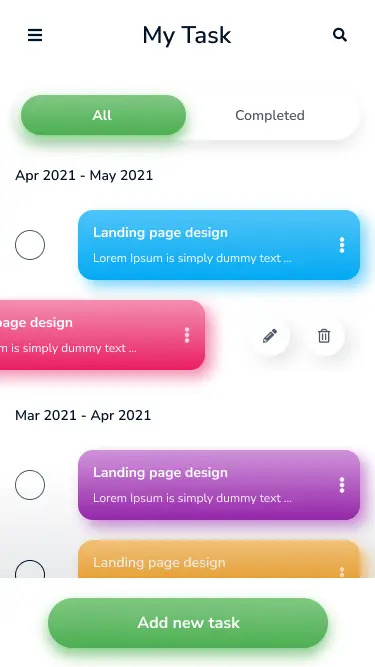 My Task
All
Completed
Apr 2021 - May 2021
Landing page design
Lorem Ipsum is simply dummy text ...
page design
m is simply dummy text ...
Mar 2021 - Apr 2021
Landing page design
Lorem Ipsum is simply dummy text ...
Landing page design
Add new task